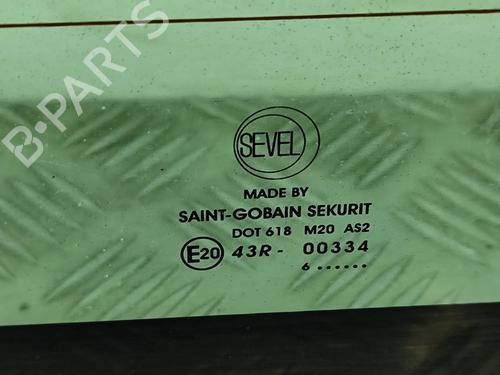 B-PARTS
SEVEL
MADE BY
SAINT-GOBAIN SEKURIT
DOT 618 M20 AS2
E20 43R - 00334
6 ......